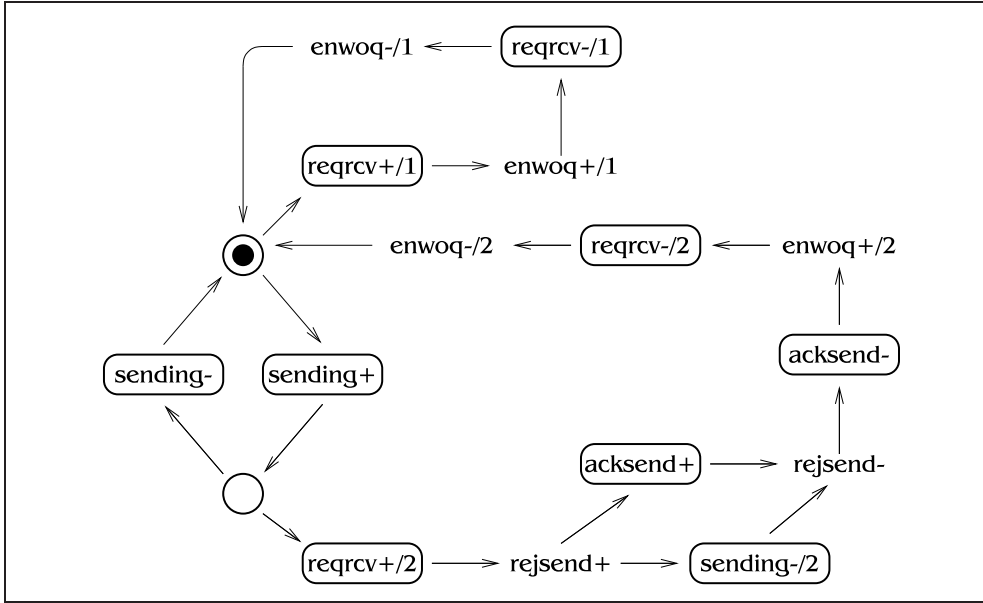 enwoq-/1
reqrcv-/1
reqrcv+/1
enwoq+/1
enwoq-/2
reqrcv-/2
enwoq+/2
sending-
sending+
acksend-
acksend+
rejsend-
reqrcv+/2
rejsend+
sending-/2